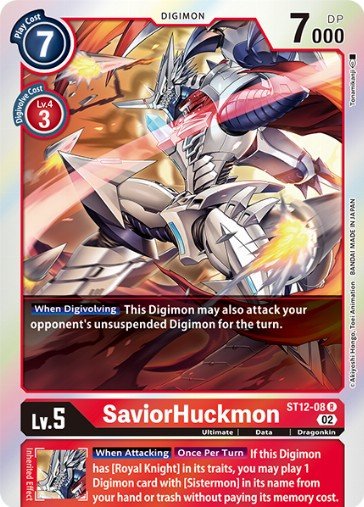 Play Cost
7
DIGIMON
DP
7000
Digivolve Cost
Lv.4
3
Tonamikanji
© Akiyoshi Hongo, Toei Animation BANDAI MADE IN JAPAN
When Digivolving This Digimon may also attack your
opponent's unsuspended Digimon for the turn.
Lv.5
SaviorHuckmon
ST12-08 R
02
Ultimate | Data | Dragonkin
Inherited Effect
When Attacking Once Per Turn If this Digimon
has [Royal Knight] in its traits, you may play 1
Digimon card with [Sistermon] in its name from
your hand or trash without paying its memory cost.